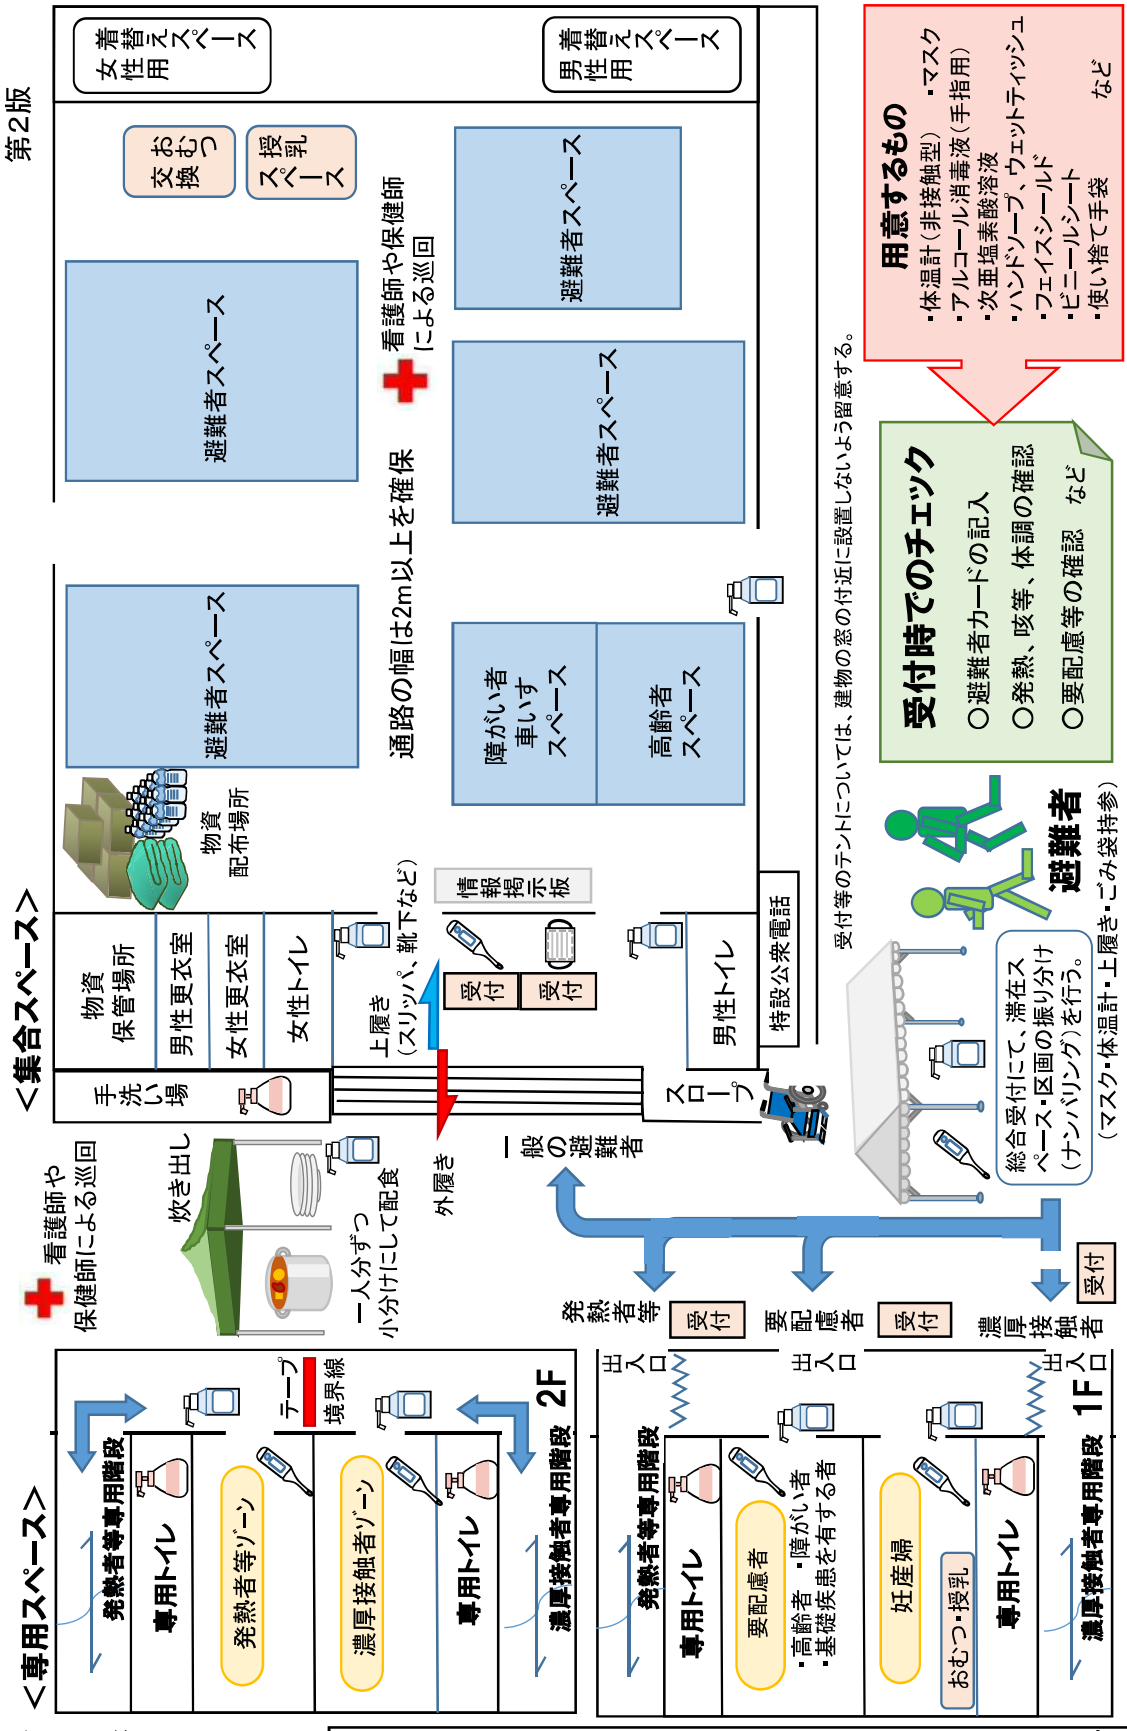 第2版
<専用スペース>
<集合スペース>
発熱者等専用階段
専用トイレ
発熱者等ゾーン
テープ
境界線
濃厚接触者ゾーン
専用トイレ
濃厚接触者専用階段
2F
看護師や
保健師による巡回
炊き出し
一人分ずつ
小分けにして配食
外履き
手洗い場
スロープ
物資
保管場所
男性更衣室
女性更衣室
女性トイレ
上履き
(スリッパ、靴下など)
受付
受付
情報
掲示板
男性トイレ
特設公衆電話
物資
配布場所
避難者スペース
避難者スペース
通路の幅は2m以上を確保
障がい者
車いす
スペース
高齢者
スペース
避難者スペース
避難者スペース
看護師や保健師
による巡回
おむつ
交換
授乳
スペース
女性用
着替えスペース
男性用
着替えスペース
発熱者等専用階段
専用トイレ
要配慮者
・高齢者 ・障がい者
・基礎疾患を有する者
妊産婦
おむつ・授乳
専用トイレ
濃厚接触者専用階段
1F
出入口
出入口
出入口
発熱者等
受付
要配慮者
受付
濃厚接触者
受付
一般の避難者
総合受付にて、滞在ス
ペース・区画の振り分け
(ナンバリング)を行う。
避難者
(マスク・体温計・上履き・ごみ袋持参)
受付等のテントについては、建物の窓の付近に設置しないよう留意する。
受付時でのチェック
〇避難者カードの記入
〇発熱、咳等、体調の確認
〇要配慮等の確認 など
用意するもの
・体温計(非接触型) ・マスク
・アルコール消毒液(手指用)
・次亜塩素酸溶液
・ハンドソープ、ウェットティッシュ
・フェイスシールド
・ビニールシート
・使い捨て手袋 など